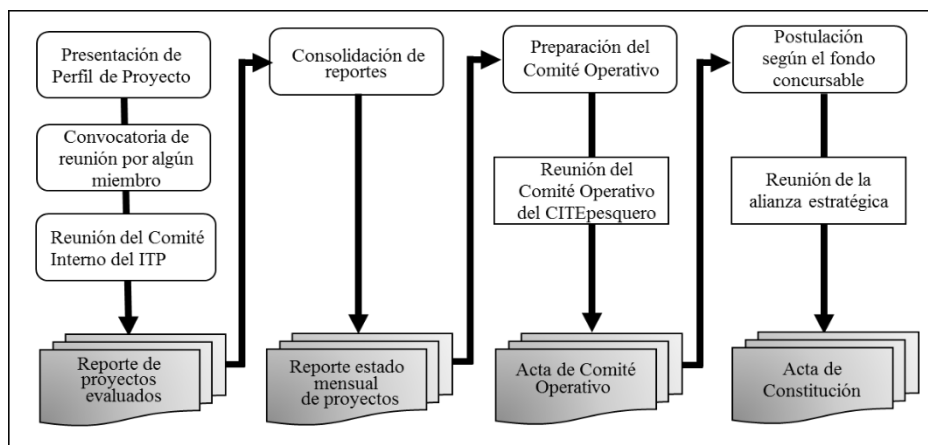 Presentación de
Perfil de Proyecto
Convocatoria de
reunión por algún
miembro
Reunión del Comité
Interno del ITP
Reporte de
proyectos
evaluados
Consolidación de
reportes
Reporte estado
mensual
de proyectos
Preparación del
Comité Operativo
Reunión del
Comité Operativo
del CITEpesquero
Acta de Comité
Operativo
Postulación
según el fondo
concursable
Reunión de la
alianza estratégica
Acta de
Constitución